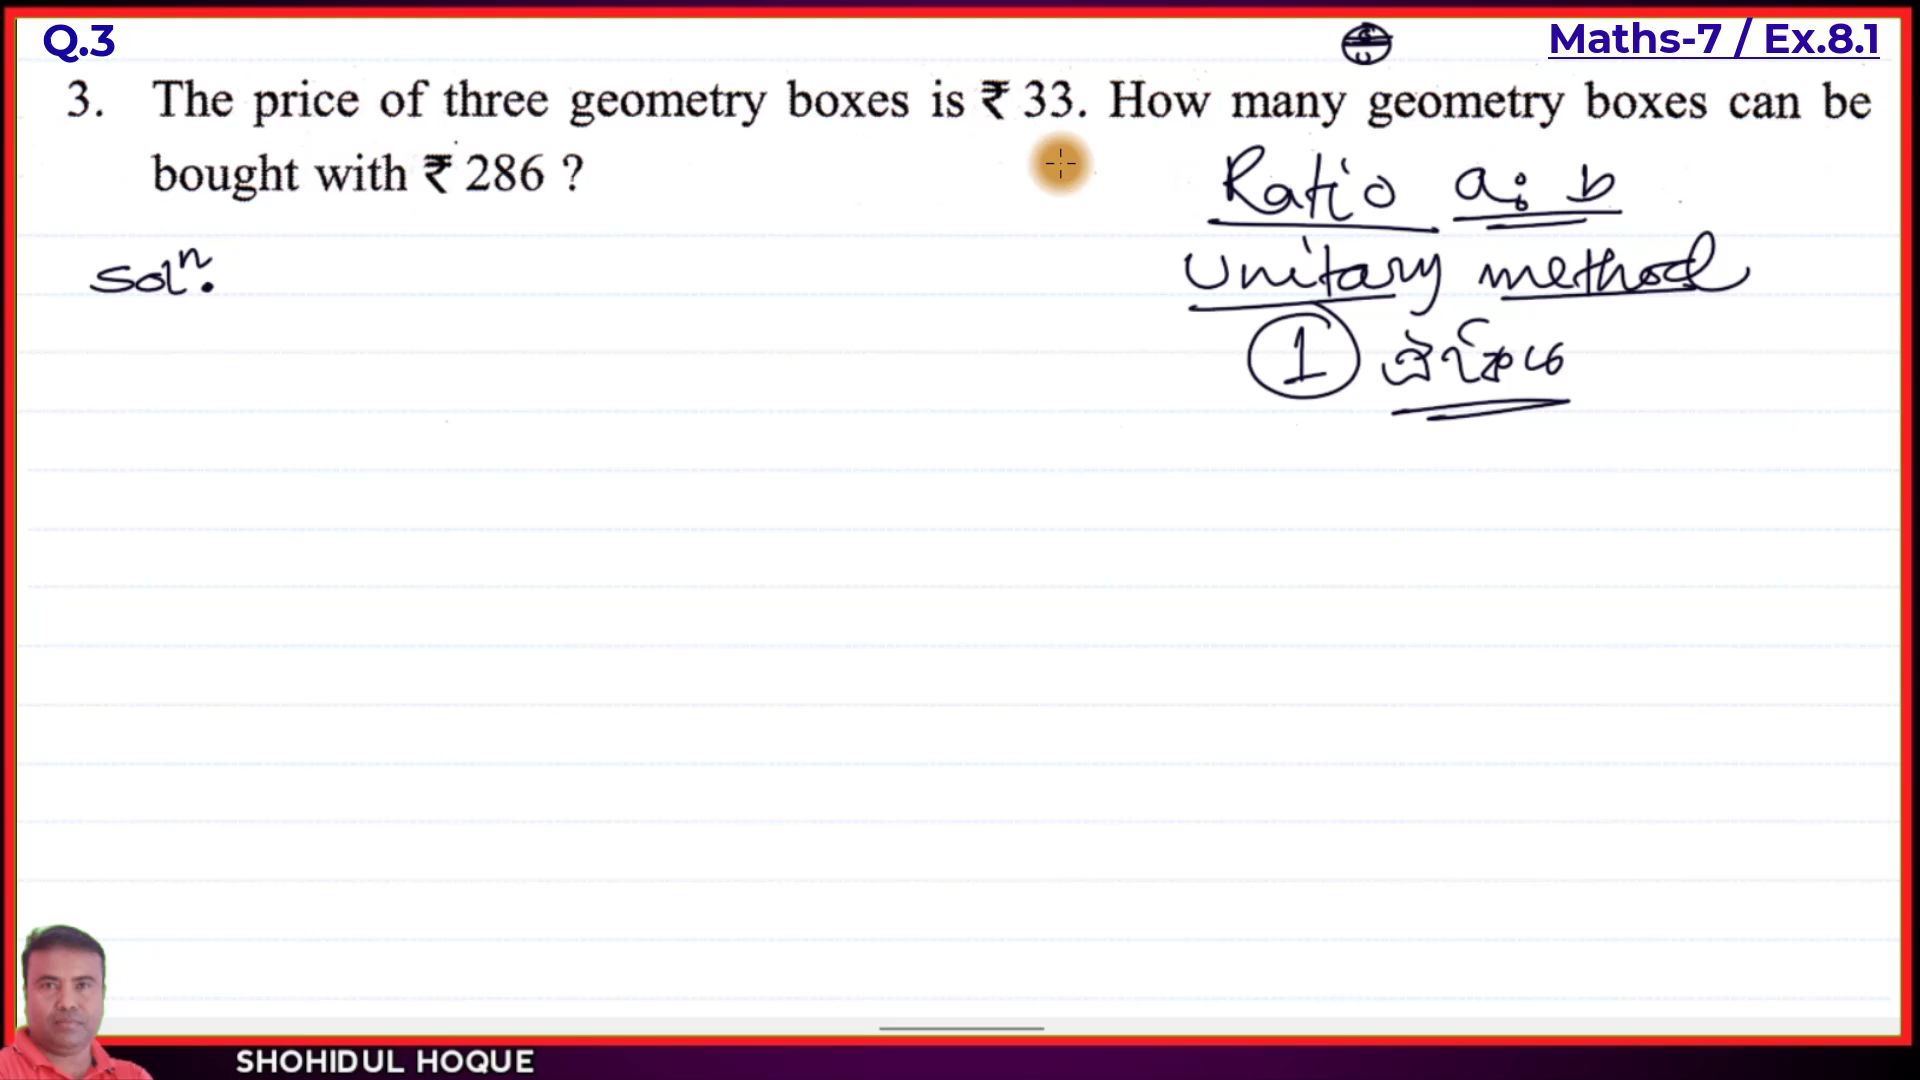 Q.3
Maths-7 / Ex.8.1
3. The price of three geometry boxes is ₹ 33. How many geometry boxes can be
bought with ₹ 286 ?
Ratio a:b
Unitary method
Solⁿ.
1
SHOHIDUL HOQUE